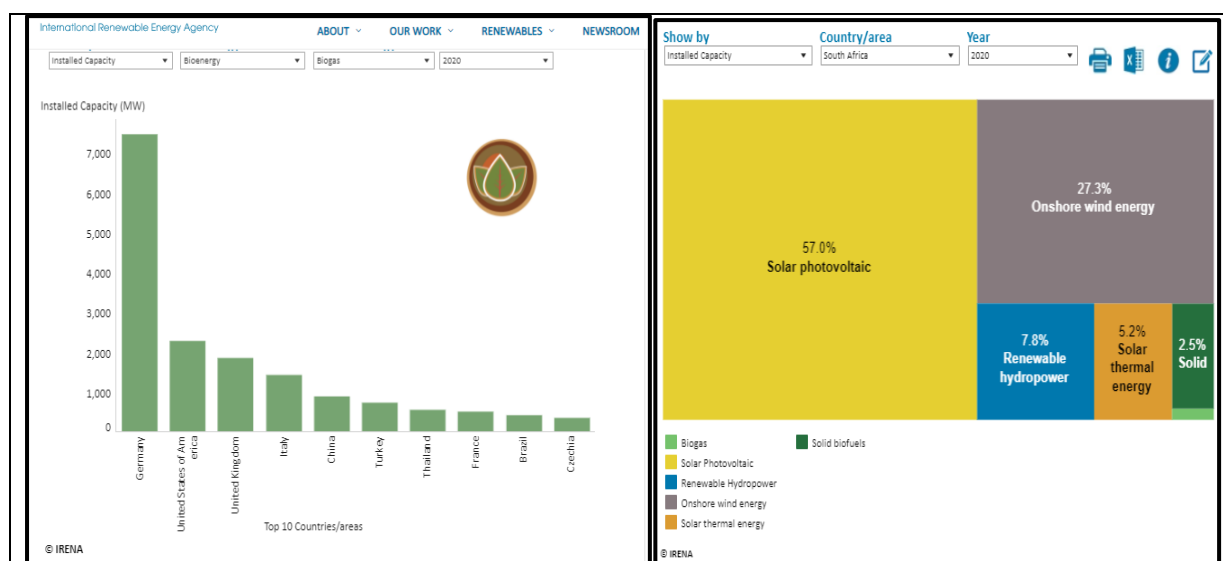 International Renewable Energy Agency
ABOUT OUR WORK RENEWABLES NEWSROOM
Installed Capacity Bioenergy Biogas 2020
Installed Capacity (MW)
7,000
6,000
5,000
4,000
3,000
2,000
1,000
0
Germany
United States of Am
erica
United Kingdom
Italy
China
Turkey
Thailand
France
Brazil
Czechia
Top 10 Countries/areas
© IRENA
Show by Country/area Year
Installed Capacity South Africa 2020
57.0%
Solar photovoltaic
27.3%
Onshore wind energy
7.8%
Renewable
hydropower
5.2%
Solar
thermal
energy
2.5%
Solid
Biogas
Solid biofuels
Solar Photovoltaic
Renewable Hydropower
Onshore wind energy
Solar thermal energy
© IRENA